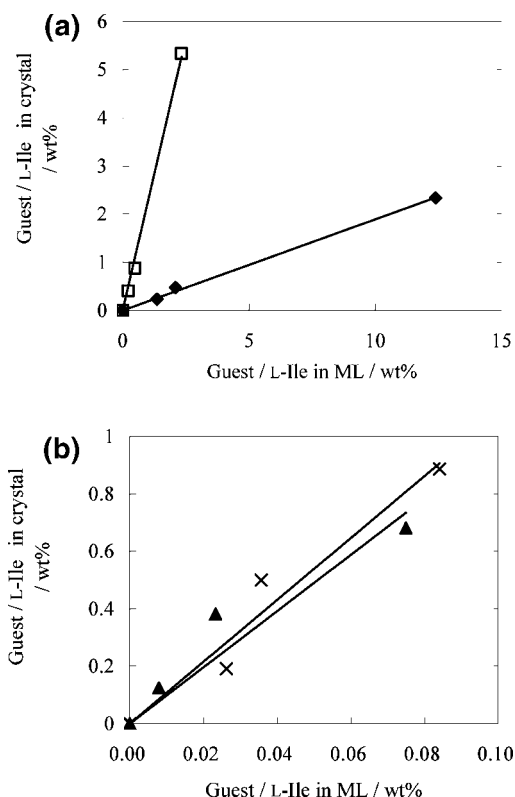 (a)
6
5
4
3
2
1
0
Guest / L-Ile in crystal
/ wt%
0 5 10 15
Guest / L-Ile in ML / wt%
(b)
1
0.8
0.6
0.4
0.2
0
Guest / L-Ile in crystal
/ wt%
0.00 0.02 0.04 0.06 0.08 0.10
Guest / L-Ile in ML / wt%